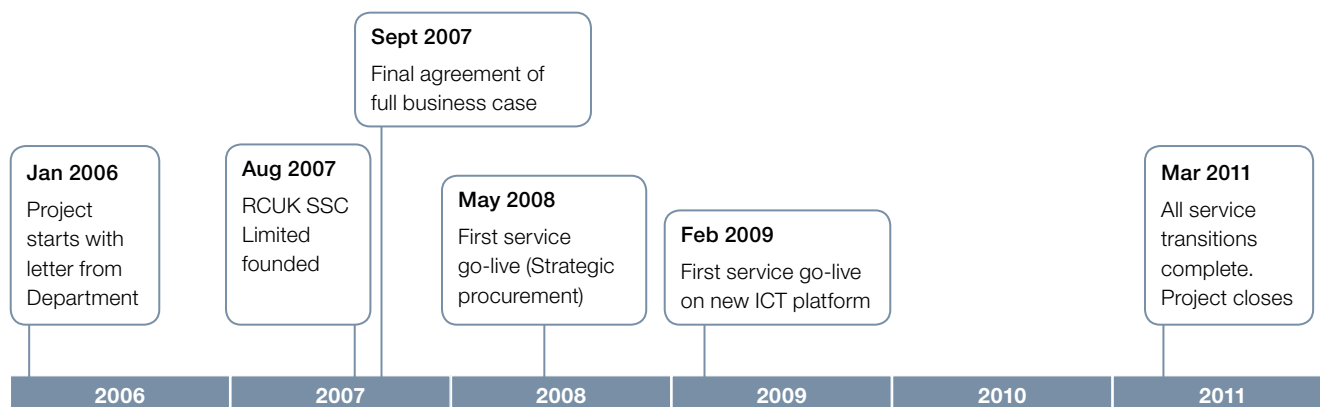 Sept 2007
Final agreement of
full business case
Jan 2006
Project
starts with
letter from
Department
Aug 2007
RCUK SSC
Limited
founded
May 2008
First service
go-live (Strategic
procurement)
Feb 2009
First service go-live
on new ICT platform
Mar 2011
All service
transitions
complete.
Project closes
2006
2007
2008
2009
2010
2011